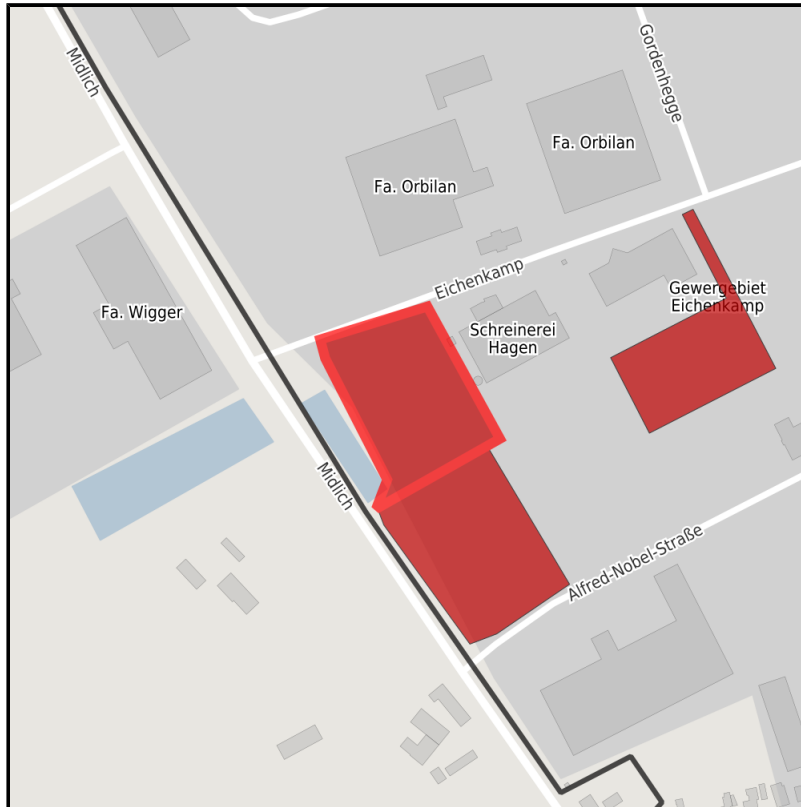 Midlich
Gordenhegge
Fa. Orbilan
Fa. Orbilan
Eichenkamp
Gewergebiet
Eichenkamp
Fa. Wigger
Schreinerei
Hagen
Midlich
Alfred-Nobel-Straße